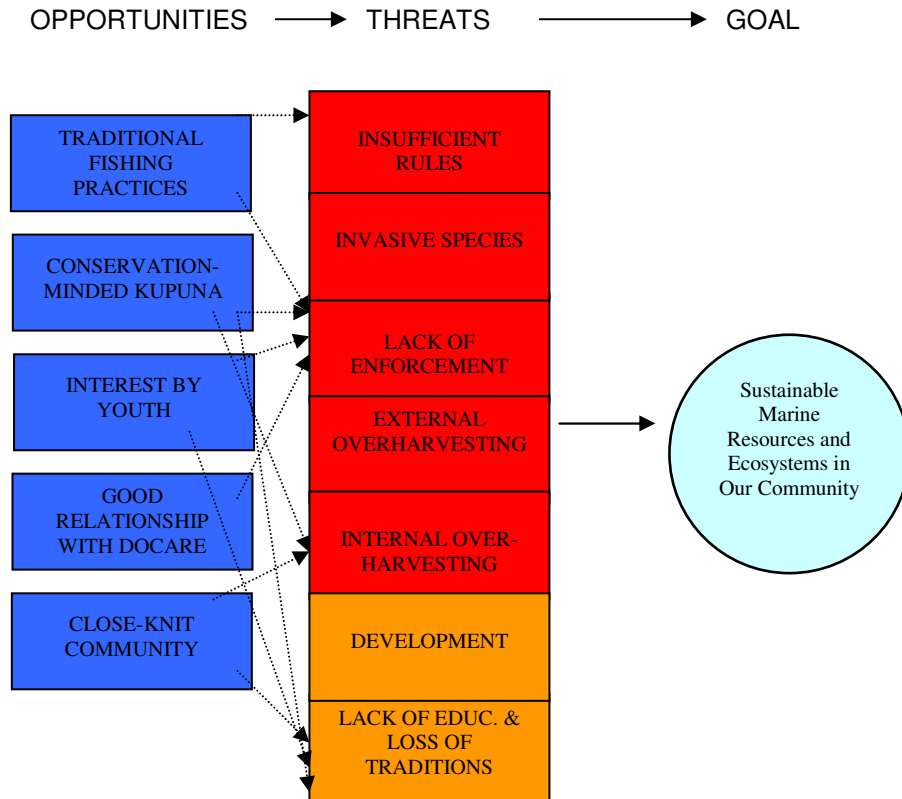 OPPORTUNITIES THREATS GOAL
TRADITIONAL
FISHING
PRACTICES
CONSERVATION-
MINDED KUPUNA
INTEREST BY
YOUTH
GOOD
RELATIONSHIP
WITH DOCARE
CLOSE-KNIT
COMMUNITY
INSUFFICIENT
RULES
INVASIVE SPECIES
LACK OF
ENFORCEMENT
EXTERNAL
OVERHARVESTING
INTERNAL OVER-
HARVESTING
DEVELOPMENT
LACK OF EDUC. &
LOSS OF
TRADITIONS
Sustainable
Marine
Resources and
Ecosystems in
Our Community